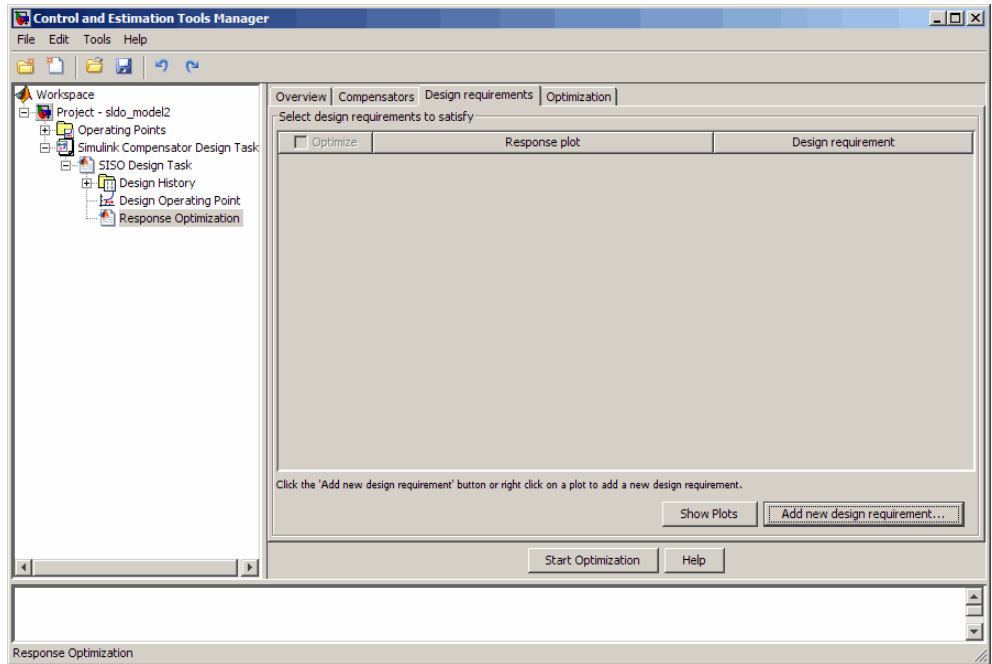 Control and Estimation Tools Manager
File Edit Tools Help
Workspace
Project - sldo_model2
Operating Points
Simulink Compensator Design Task
SISO Design Task
Design History
Design Operating Point
Response Optimization
Overview Compensators Design requirements Optimization
Select design requirements to satisfy
Optimize Response plot Design requirement
Click the 'Add new design requirement' button or right click on a plot to add a new design requirement.
Show Plots Add new design requirement...
Start Optimization Help
Response Optimization